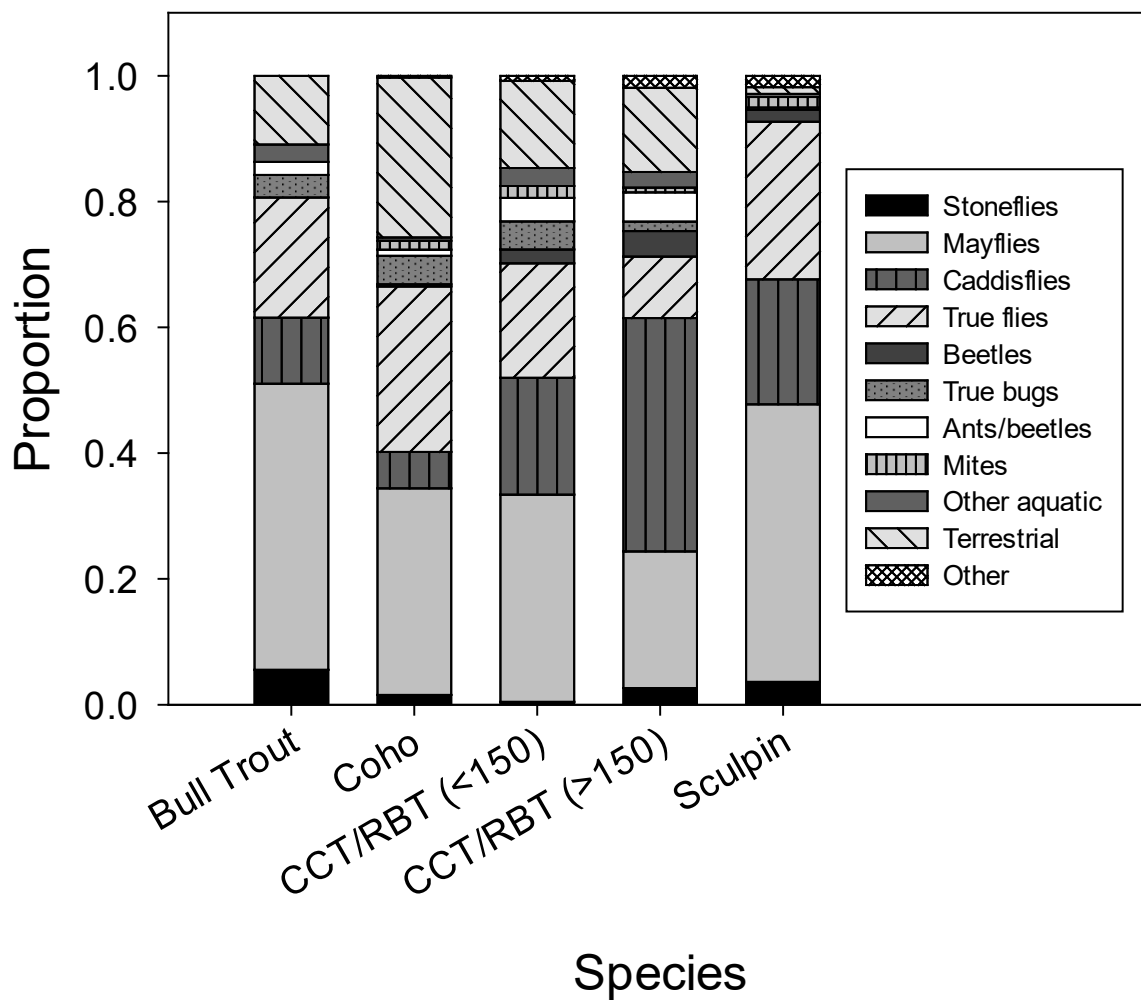 1.0
0.8
0.6
0.4
0.2
0.0
Proportion
Bull Trout
Coho
CCT/RBT (<150)
CCT/RBT (>150)
Sculpin
Species
Stoneflies
Mayflies
Caddisflies
True flies
Beetles
True bugs
Ants/beetles
Mites
Other aquatic
Terrestrial
Other